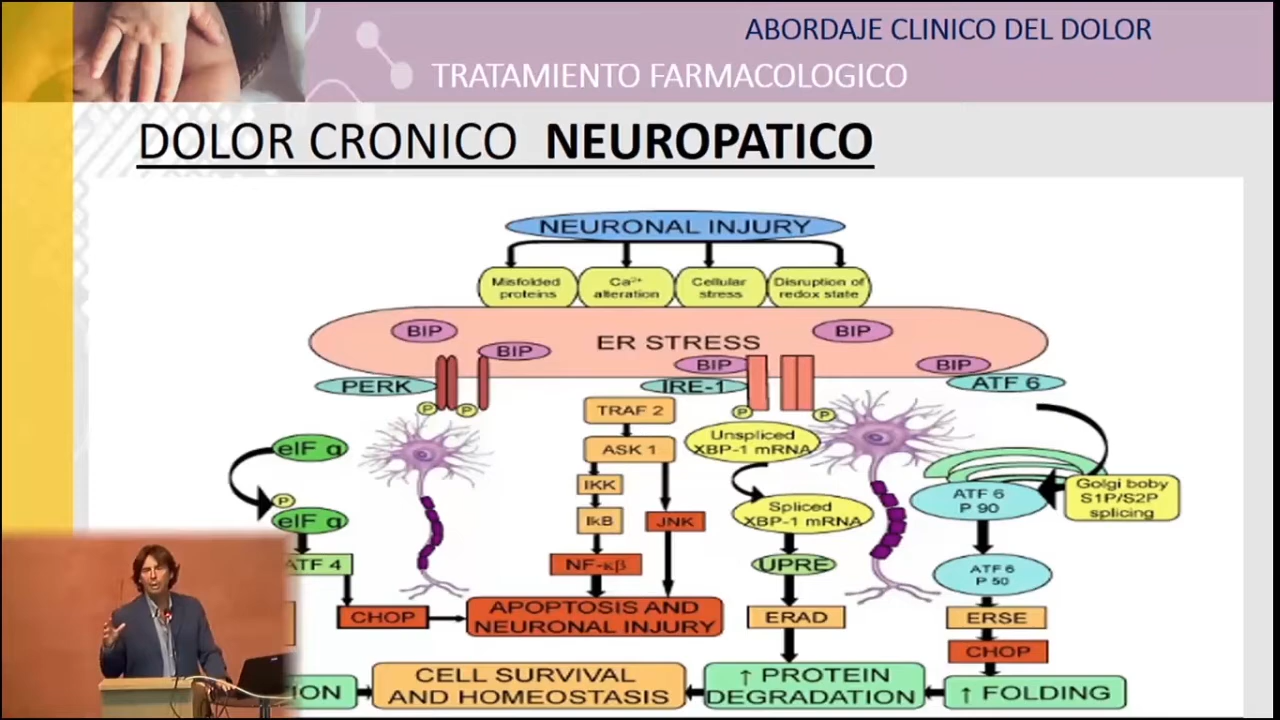 ABORDAJE CLINICO DEL DOLOR
TRATAMIENTO FARMACOLOGICO
DOLOR CRONICO NEUROPATICO
NEURONAL INJURY
Misfolded
proteins
Ca²⁺
alteration
Cellular
stress
Disruption of
redox state
BIP
BIP
ER STRESS
BIP
BIP
BIP
PERK
IRE-1
ATF 6
P
P
P
P
TRAF 2
ASK 1
IKK
IkB
JNK
NF-κβ
eIF α
P
eIF α
ATF 4
CHOP
APOPTOSIS AND
NEURONAL INJURY
Unspliced
XBP-1 mRNA
Spliced
XBP-1 mRNA
UPRE
ERAD
Golgi boby
S1P/S2P
splicing
ATF 6
P 90
ATF 6
P 50
ERSE
CHOP
ION
CELL SURVIVAL
AND HOMEOSTASIS
↑ PROTEIN
DEGRADATION
↑ FOLDING